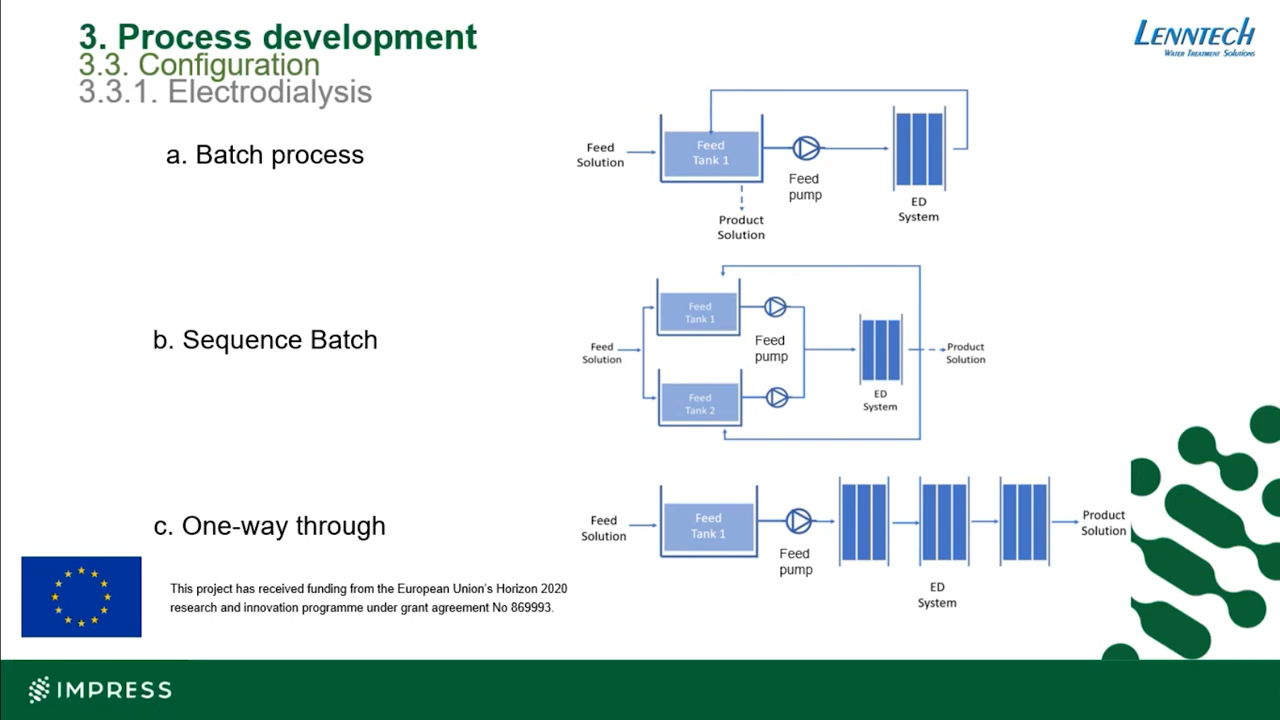 3. Process development
3.3. Configuration
3.3.1. Electrodialysis
LENNTECH
WATER TREATMENT SOLUTIONS
a. Batch process
Feed
Solution
Feed
Tank 1
Feed
pump
ED
System
Product
Solution
b. Sequence Batch
Feed
Solution
Feed
Tank 1
Feed
pump
Feed
Tank 2
ED
System
Product
Solution
c. One-way through
Feed
Solution
Feed
Tank 1
Feed
pump
ED
System
Product
Solution
This project has received funding from the European Union's Horizon 2020
research and innovation programme under grant agreement No 869993.
IMPRESS